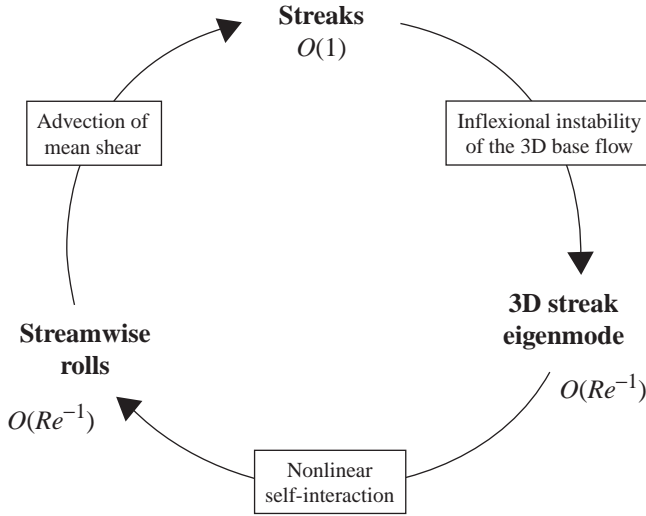 Streaks
O(1)
Advection of
mean shear
Inflexional instability
of the 3D base flow
3D streak
eigenmode
O(Re⁻¹)
Streamwise
rolls
O(Re⁻¹)
Nonlinear
self-interaction